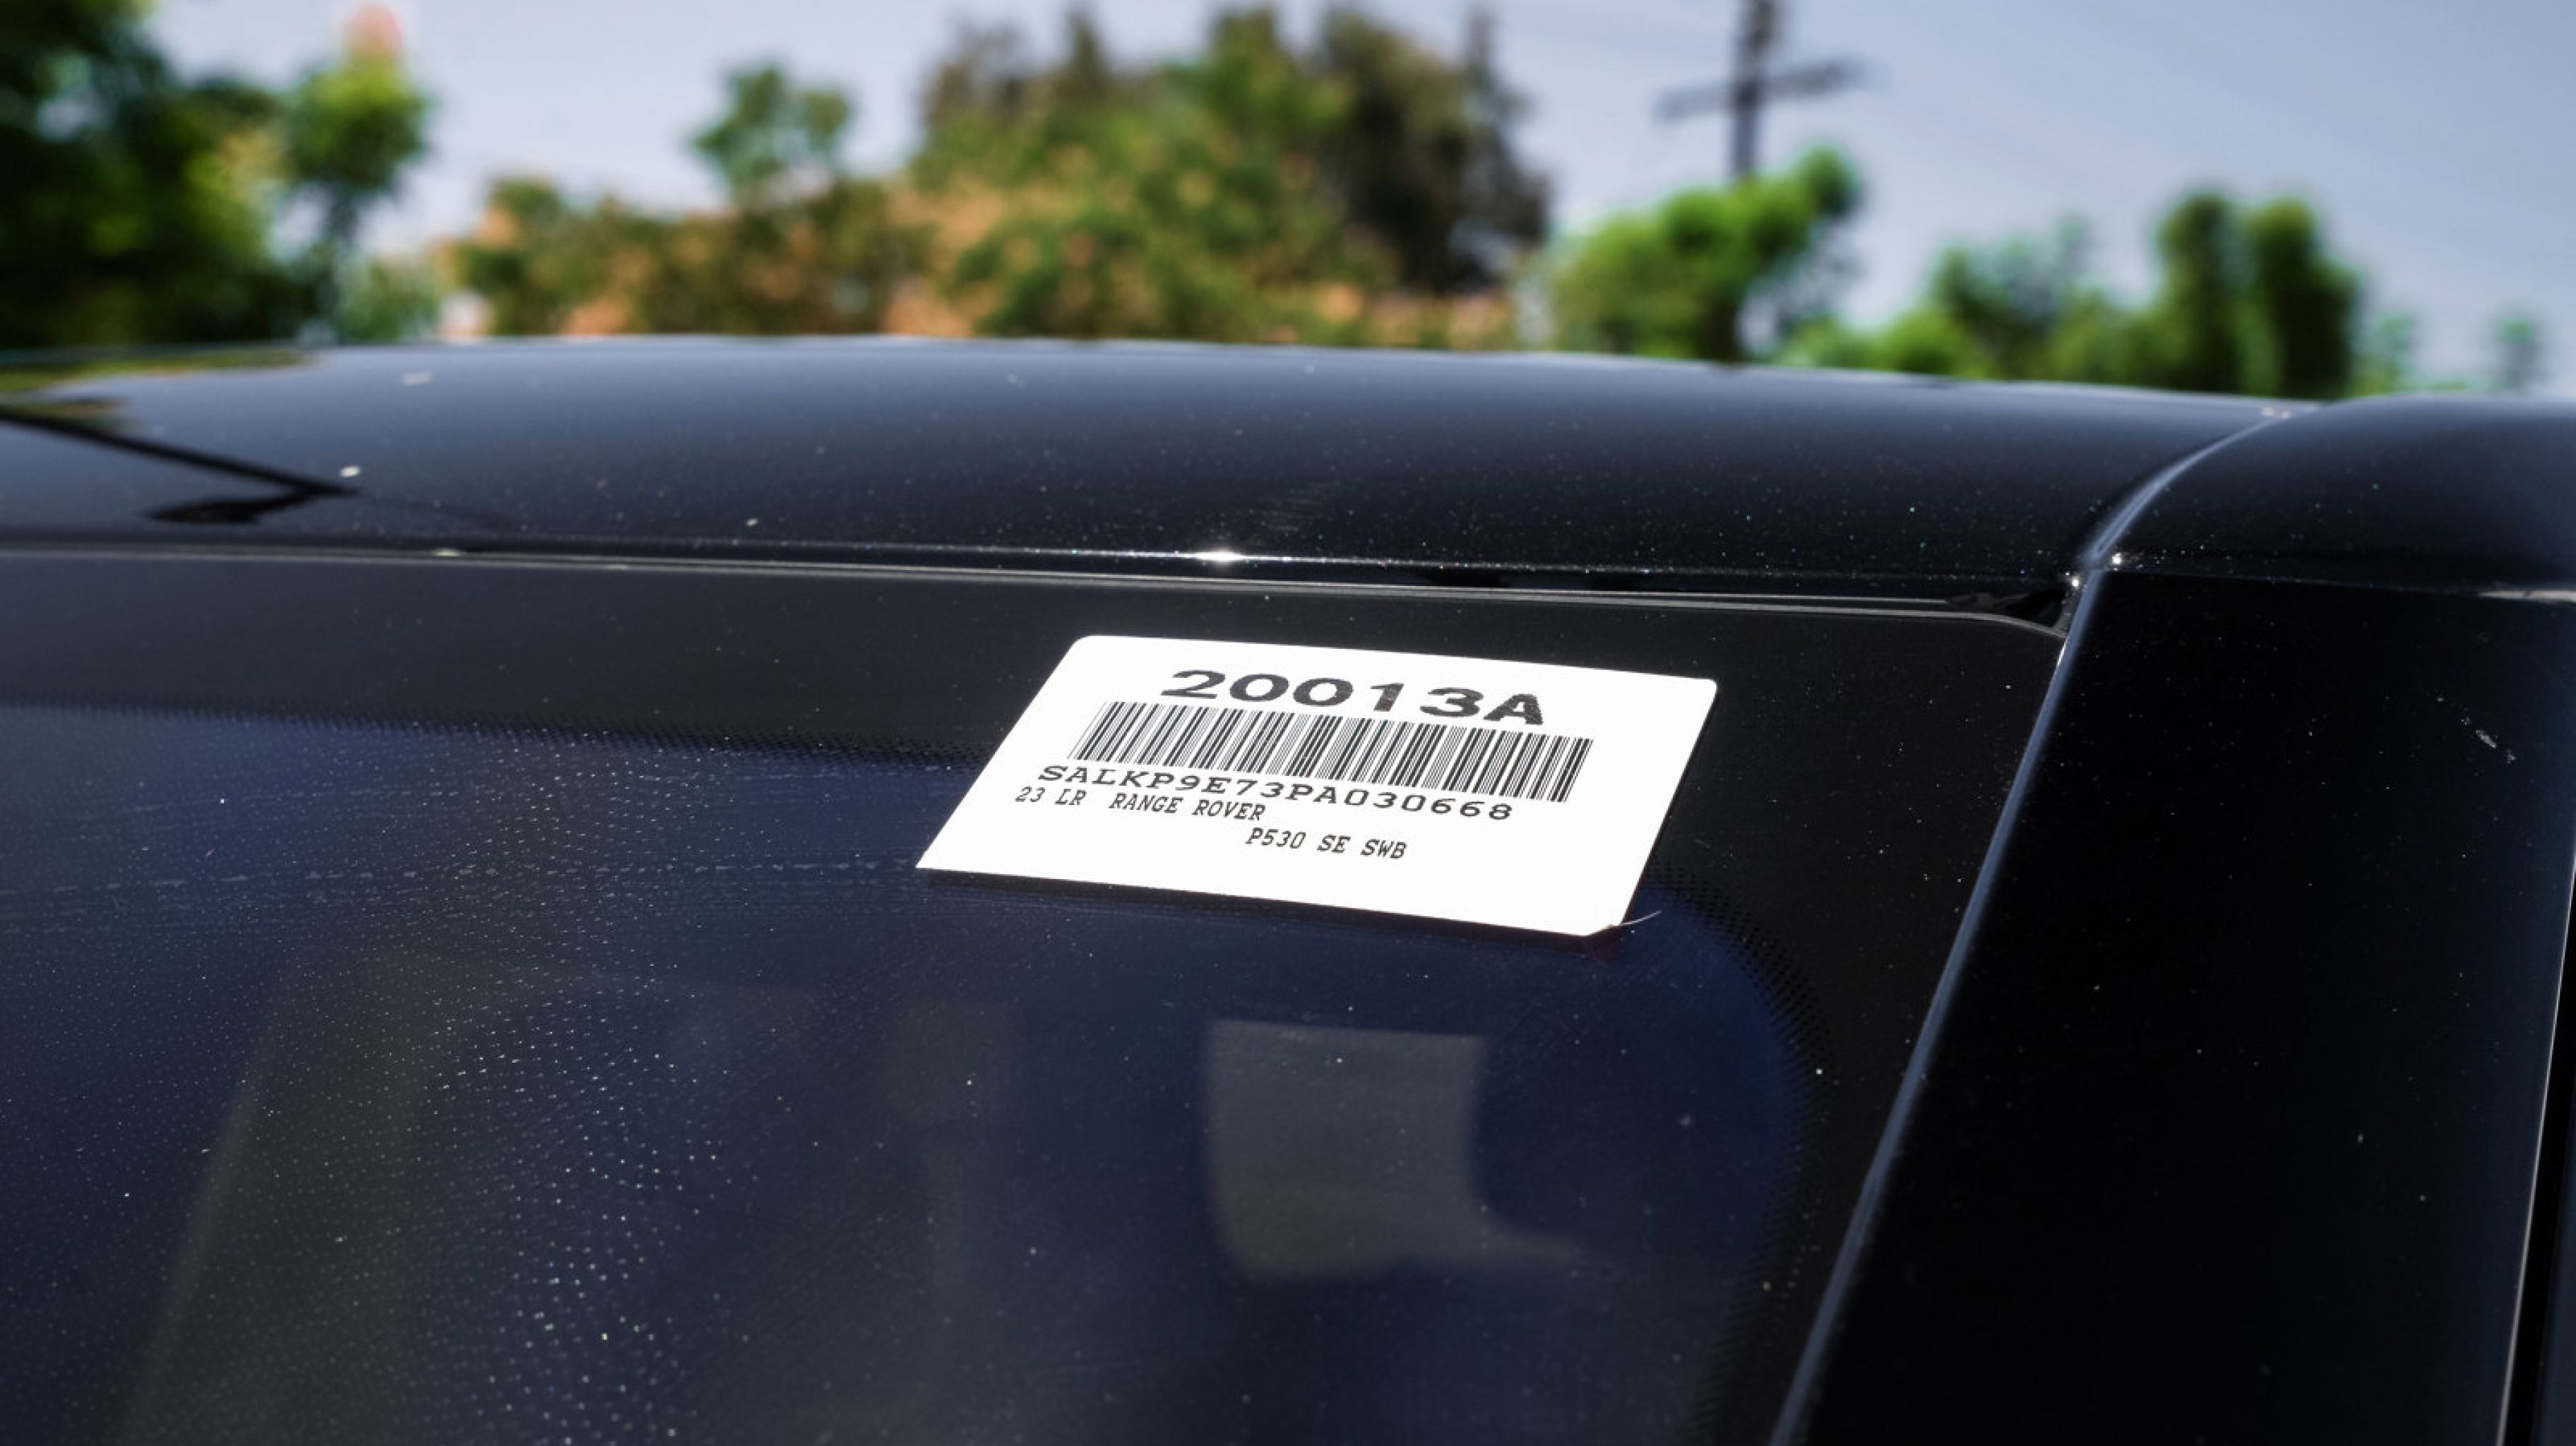 20013A
SALKP9E73PA030668
23 LR RANGE ROVER
P530 SE SWB